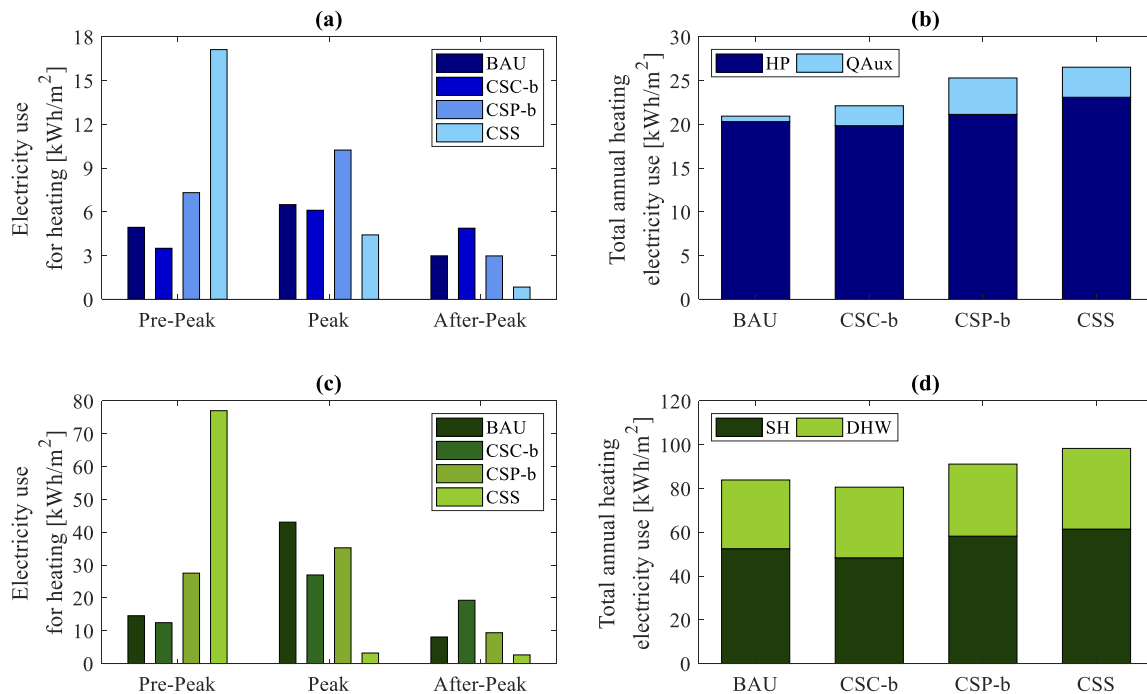 (a)
Electricity use
for heating [kWh/m²]
18
15
12
9
6
3
0
BAU
CSC-b
CSP-b
CSS
Pre-Peak Peak After-Peak
(b)
Total annual heating
electricity use [kWh/m²]
30
25
20
15
10
5
0
HP QAux
BAU CSC-b CSP-b CSS
(c)
Electricity use
for heating [kWh/m²]
80
70
60
50
40
30
20
10
0
BAU
CSC-b
CSP-b
CSS
Pre-Peak Peak After-Peak
(d)
Total annual heating
electricity use [kWh/m²]
120
100
80
60
40
20
0
SH DHW
BAU CSC-b CSP-b CSS